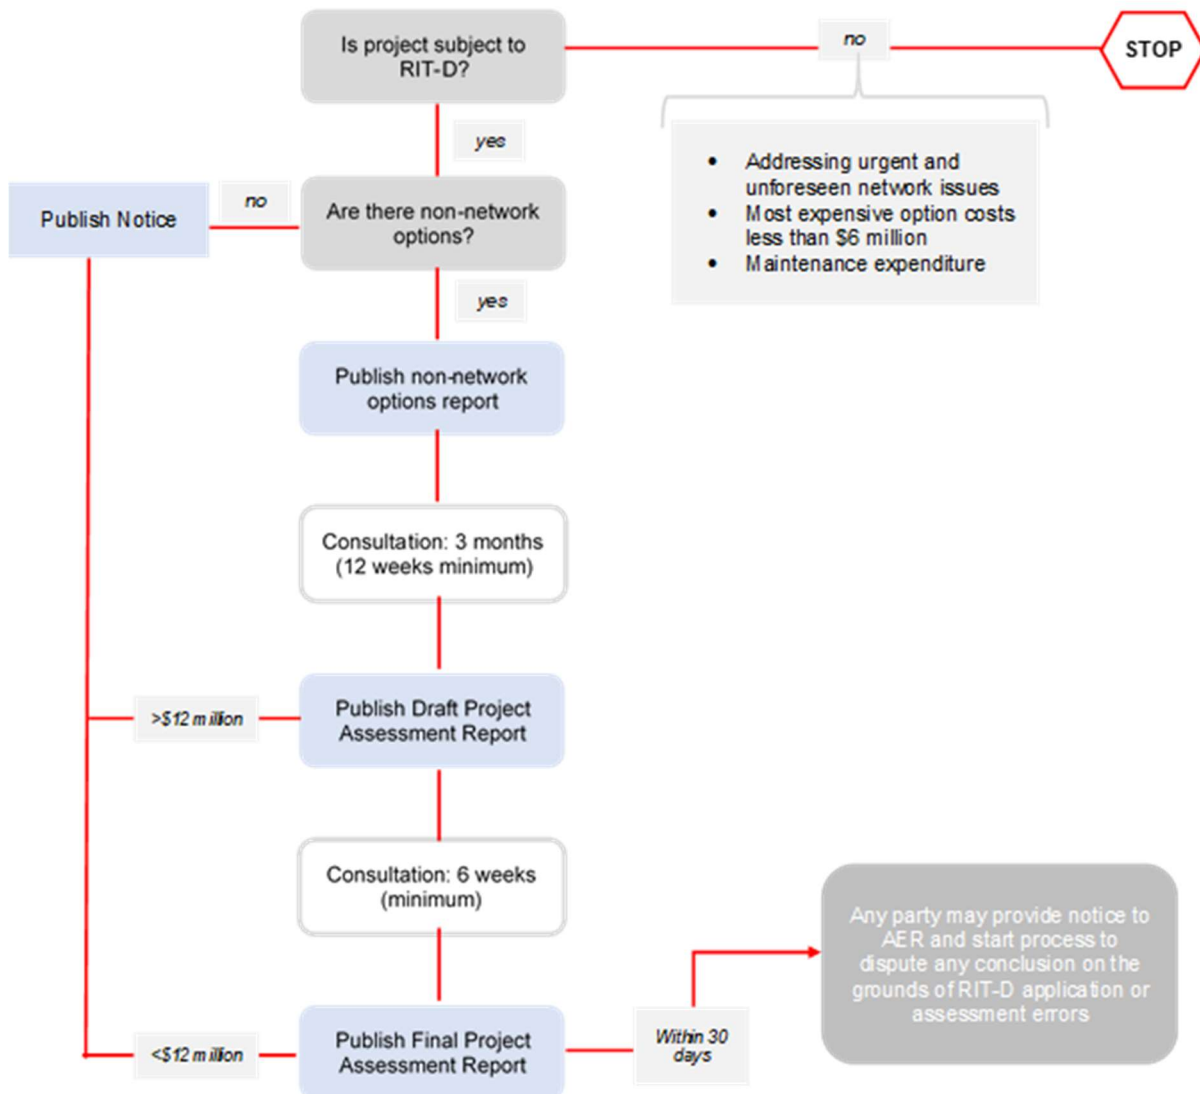 Is project subject to
RIT-D?
no
STOP
yes
• Addressing urgent and
unforeseen network issues
• Most expensive option costs
less than $6 million
• Maintenance expenditure
Publish Notice
no
Are there non-network
options?
yes
Publish non-network
options report
Consultation: 3 months
(12 weeks minimum)
>$12 million
Publish Draft Project
Assessment Report
Consultation: 6 weeks
(minimum)
Any party may provide notice to
AER and start process to
dispute any conclusion on the
grounds of RIT-D application or
assessment errors
<$12 million
Publish Final Project
Assessment Report
Within 30
days